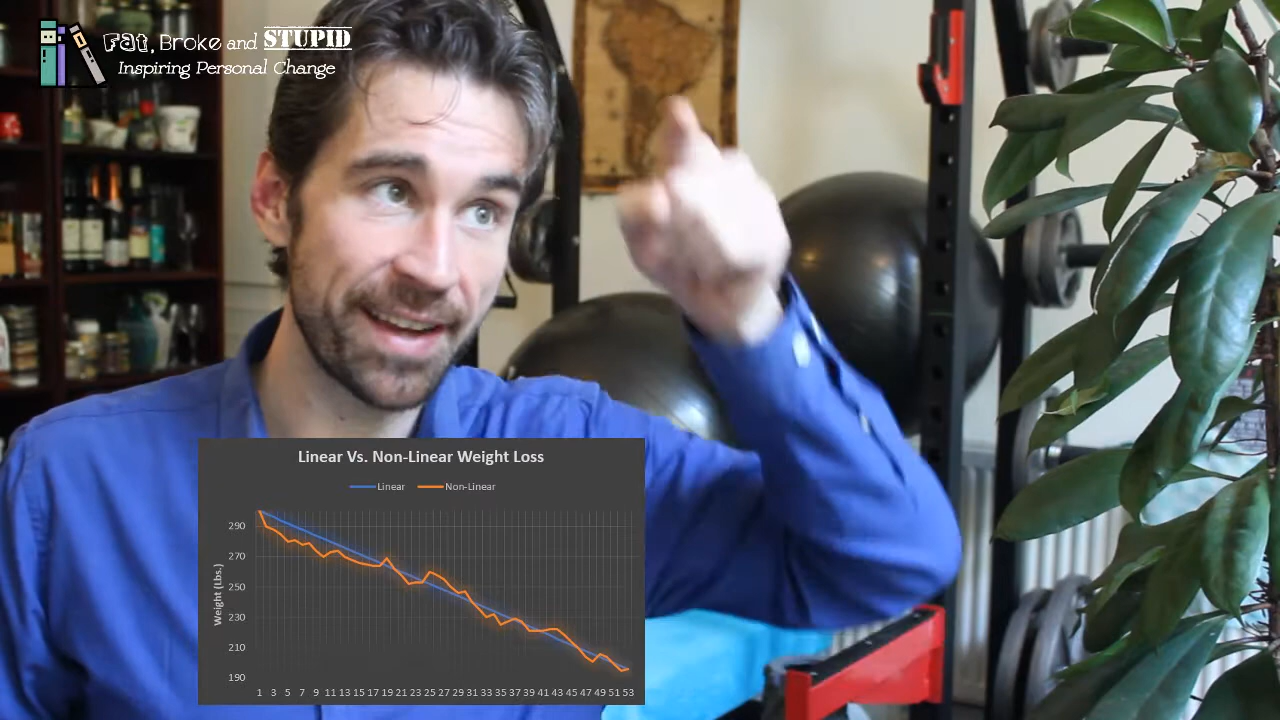 Fat, Broke and STUPID
Inspiring Personal Change
Linear Vs. Non-Linear Weight Loss
Linear Non-Linear
290
270
250
230
210
190
Weight (Lbs.)
1 3 5 7 9 11 13 15 17 19 21 23 25 27 29 31 33 35 37 39 41 43 45 47 49 51 53